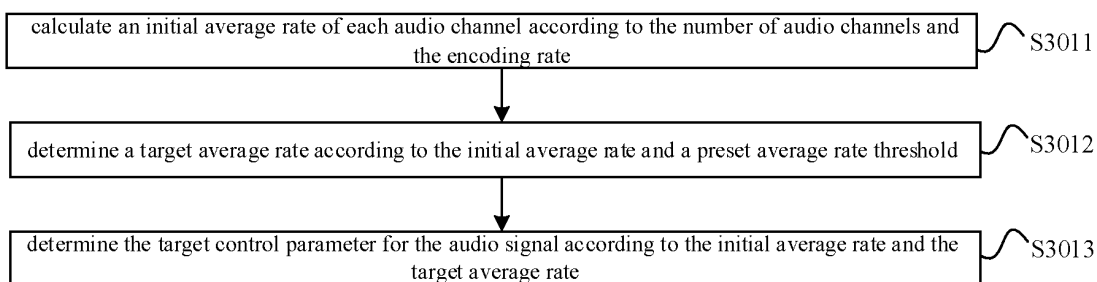 calculate an initial average rate of each audio channel according to the number of audio channels and
the encoding rate
S3011
determine a target average rate according to the initial average rate and a preset average rate threshold
S3012
determine the target control parameter for the audio signal according to the initial average rate and the
target average rate
S3013